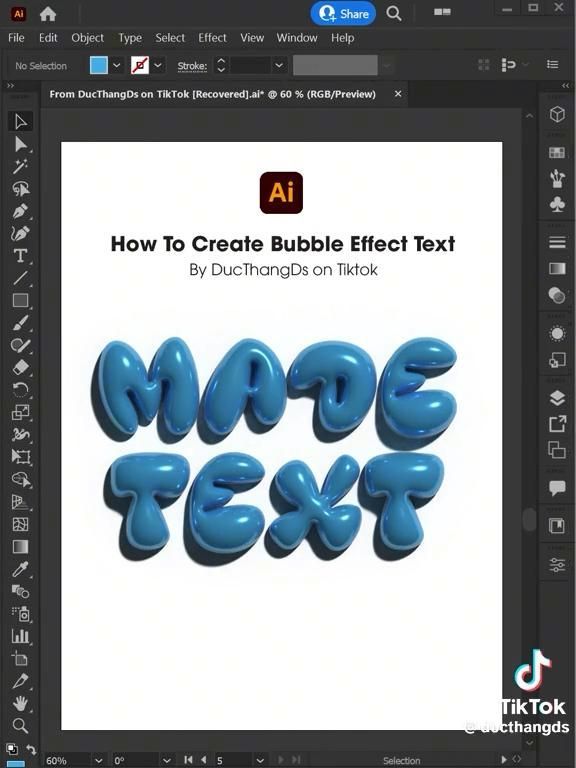 Ai
Share
File Edit Object Type Select Effect View Window Help
No Selection
Stroke:
From DucThangDs on TikTok [Recovered].ai* @ 60 % (RGB/Preview)
Ai
How To Create Bubble Effect Text
By DucThangDs on Tiktok
MADE
TEXT
TikTok
@ducthangds
60%
0°
5
Selection